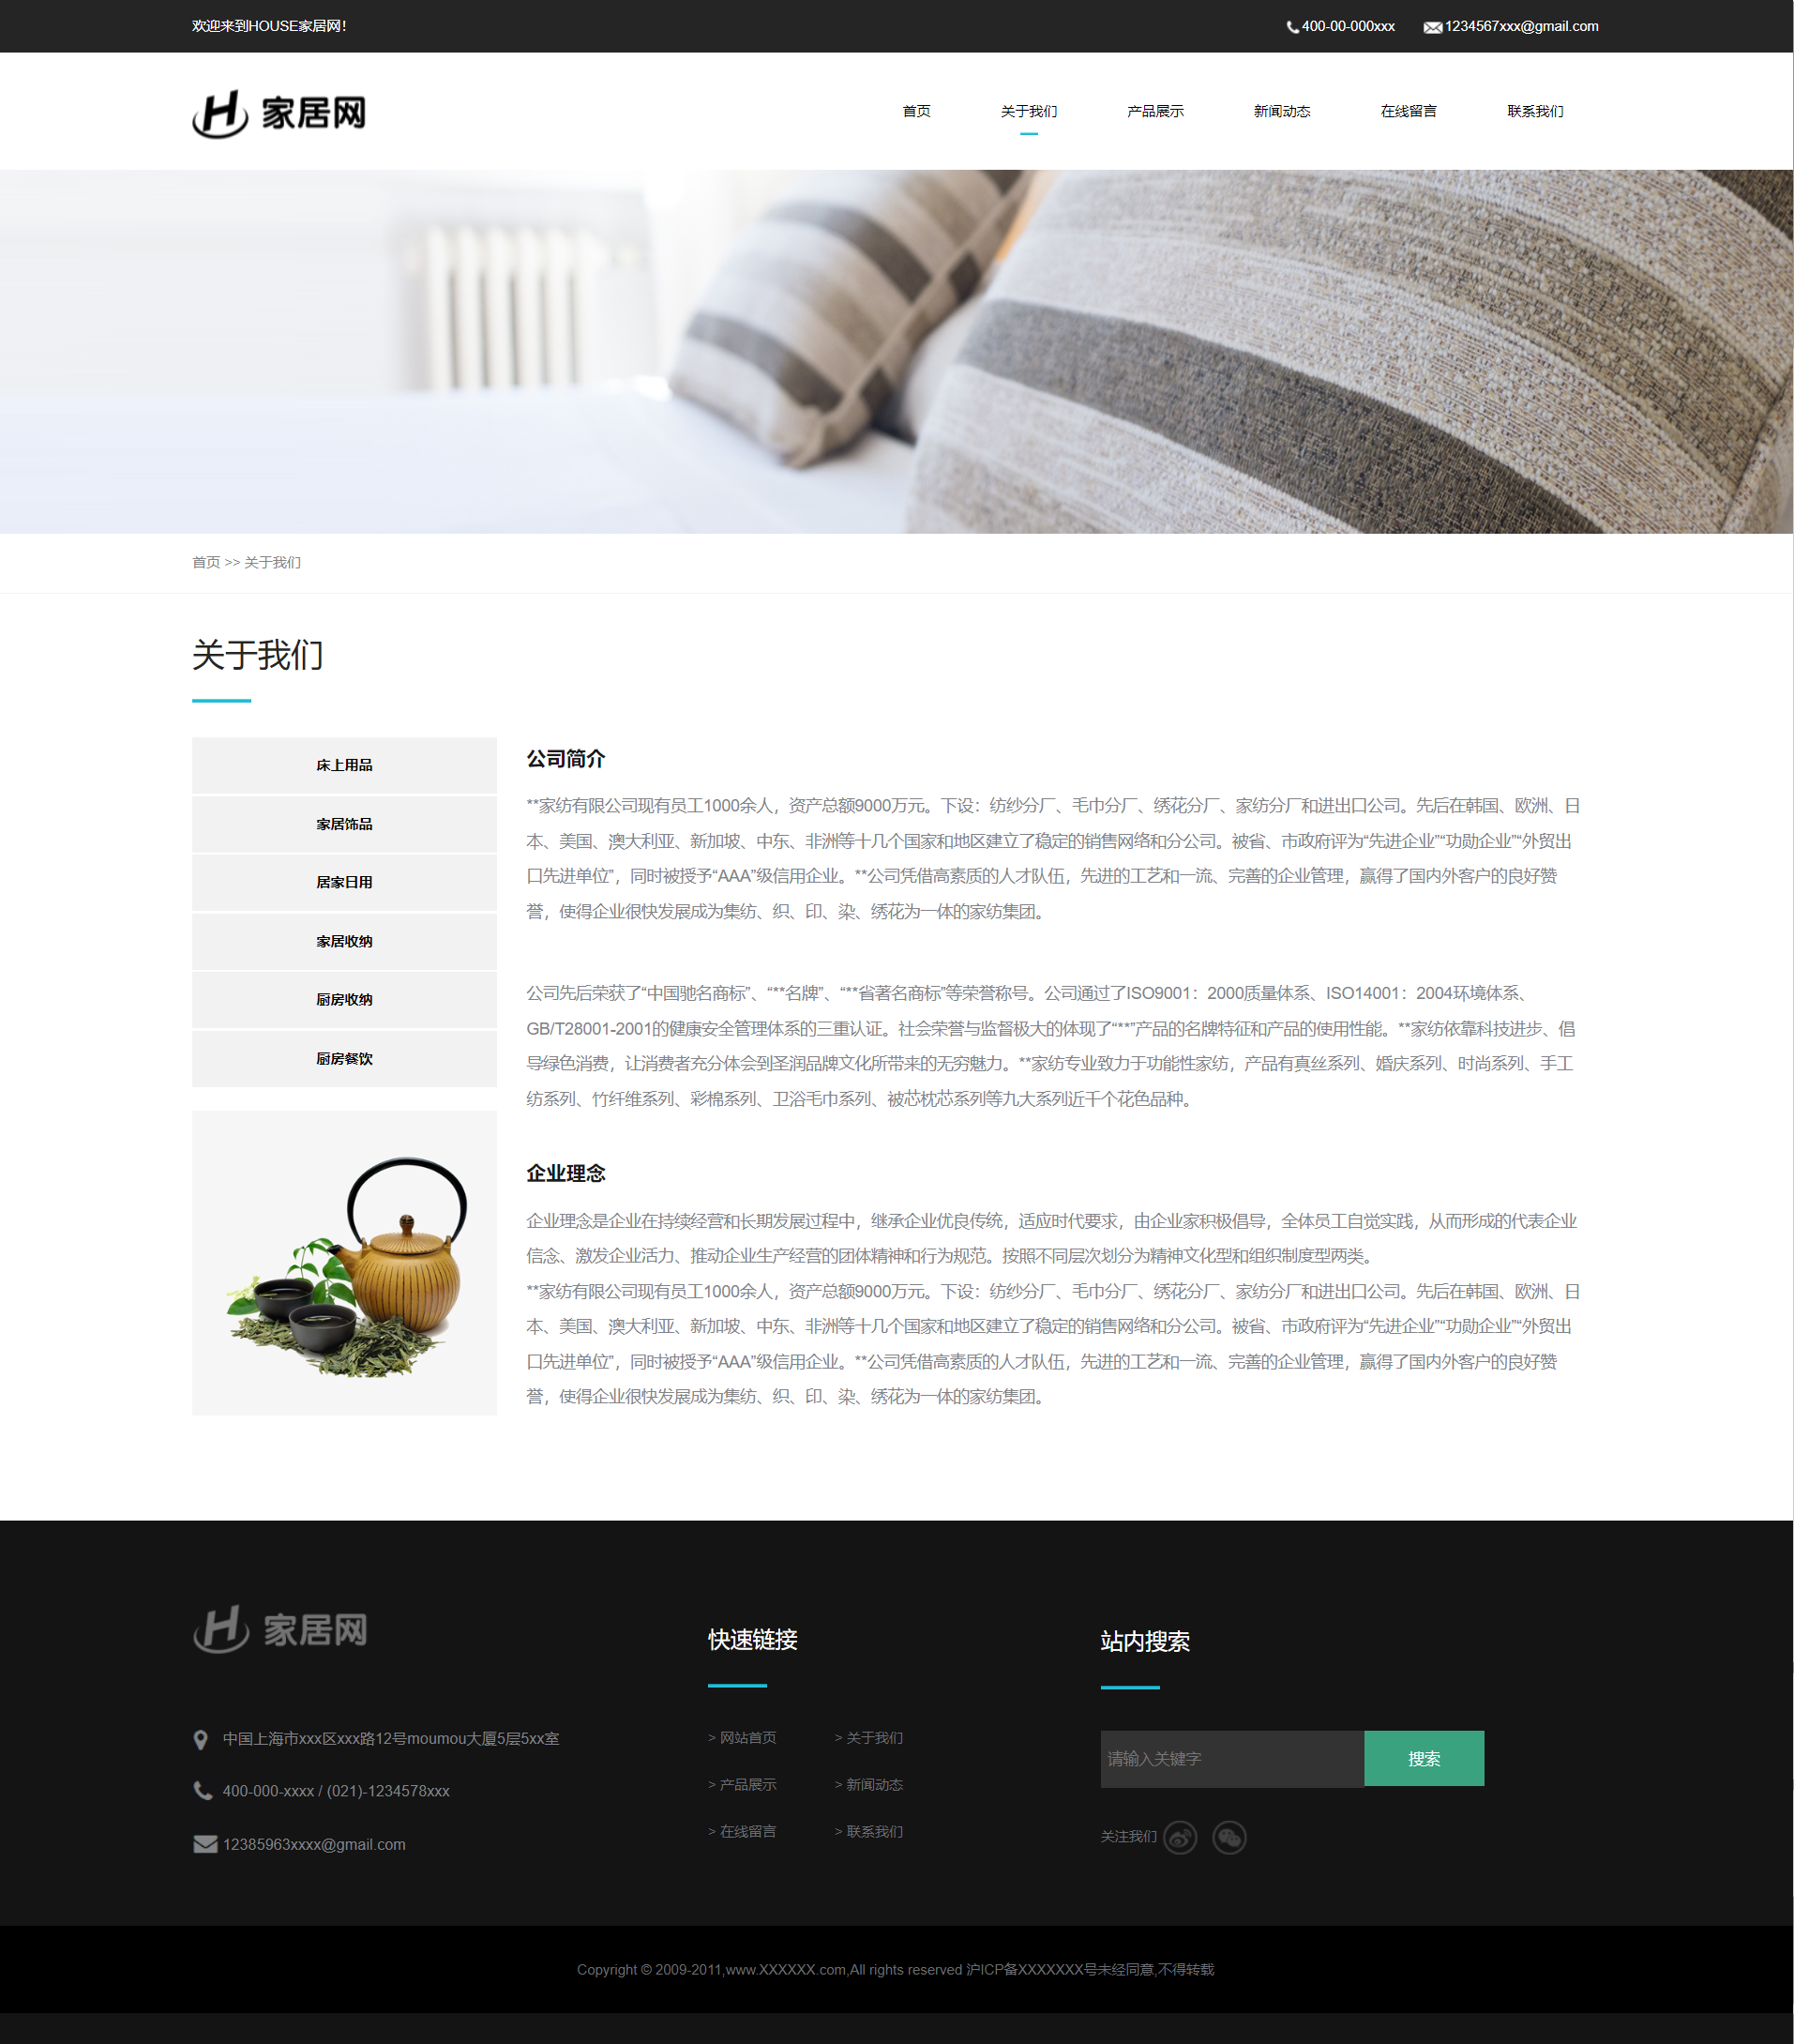 欢迎来到HOUSE家居网！
400-00-000xxx 1234567xxx@gmail.com
H 家居网
首页 关于我们 产品展示 新闻动态 在线留言 联系我们
首页 >> 关于我们
关于我们
床上用品
家居饰品
居家日用
家居收纳
厨房收纳
厨房餐饮
公司简介
**家纺有限公司现有员工1000余人，资产总额9000万元。下设：纺纱分厂、毛巾分厂、绣花分厂、家纺分厂和进出口公司。先后在韩国、欧洲、日
本、美国、澳大利亚、新加坡、中东、非洲等十几个国家和地区建立了稳定的销售网络和分公司。被省、市政府评为“先进企业”“功勋企业”“外贸出
口先进单位”，同时被授予“AAA”级信用企业。**公司凭借高素质的人才队伍，先进的工艺和一流、完善的企业管理，赢得了国内外客户的良好赞
誉，使得企业很快发展成为集纺、织、印、染、绣花为一体的家纺集团。
公司先后荣获了“中国驰名商标”、“**名牌”、“**省著名商标”等荣誉称号。公司通过了ISO9001：2000质量体系、ISO14001：2004环境体系、
GB/T28001-2001的健康安全管理体系的三重认证。社会荣誉与监督极大的体现了“**”产品的名牌特征和产品的使用性能。**家纺依靠科技进步、倡
导绿色消费，让消费者充分体会到圣润品牌文化所带来的无穷魅力。**家纺专业致力于功能性家纺，产品有真丝系列、婚庆系列、时尚系列、手工
纺系列、竹纤维系列、彩棉系列、卫浴毛巾系列、被芯枕芯系列等九大系列近千个花色品种。
企业理念
企业理念是企业在持续经营和长期发展过程中，继承企业优良传统，适应时代要求，由企业家积极倡导，全体员工自觉实践，从而形成的代表企业
信念、激发企业活力、推动企业生产经营的团体精神和行为规范。按照不同层次划分为精神文化型和组织制度型两类。
**家纺有限公司现有员工1000余人，资产总额9000万元。下设：纺纱分厂、毛巾分厂、绣花分厂、家纺分厂和进出口公司。先后在韩国、欧洲、日
本、美国、澳大利亚、新加坡、中东、非洲等十几个国家和地区建立了稳定的销售网络和分公司。被省、市政府评为“先进企业”“功勋企业”“外贸出
口先进单位”，同时被授予“AAA”级信用企业。**公司凭借高素质的人才队伍，先进的工艺和一流、完善的企业管理，赢得了国内外客户的良好赞
誉，使得企业很快发展成为集纺、织、印、染、绣花为一体的家纺集团。
H 家居网
中国上海市xxx区xxx路12号moumou大厦5层5xx室
400-000-xxxx / (021)-1234578xxx
12385963xxxx@gmail.com
快速链接
> 网站首页 > 关于我们
> 产品展示 > 新闻动态
> 在线留言 > 联系我们
站内搜索
请输入关键字 搜索
关注我们
Copyright © 2009-2011,www.XXXXXX.com,All rights reserved 沪ICP备XXXXXXX号未经同意,不得转载